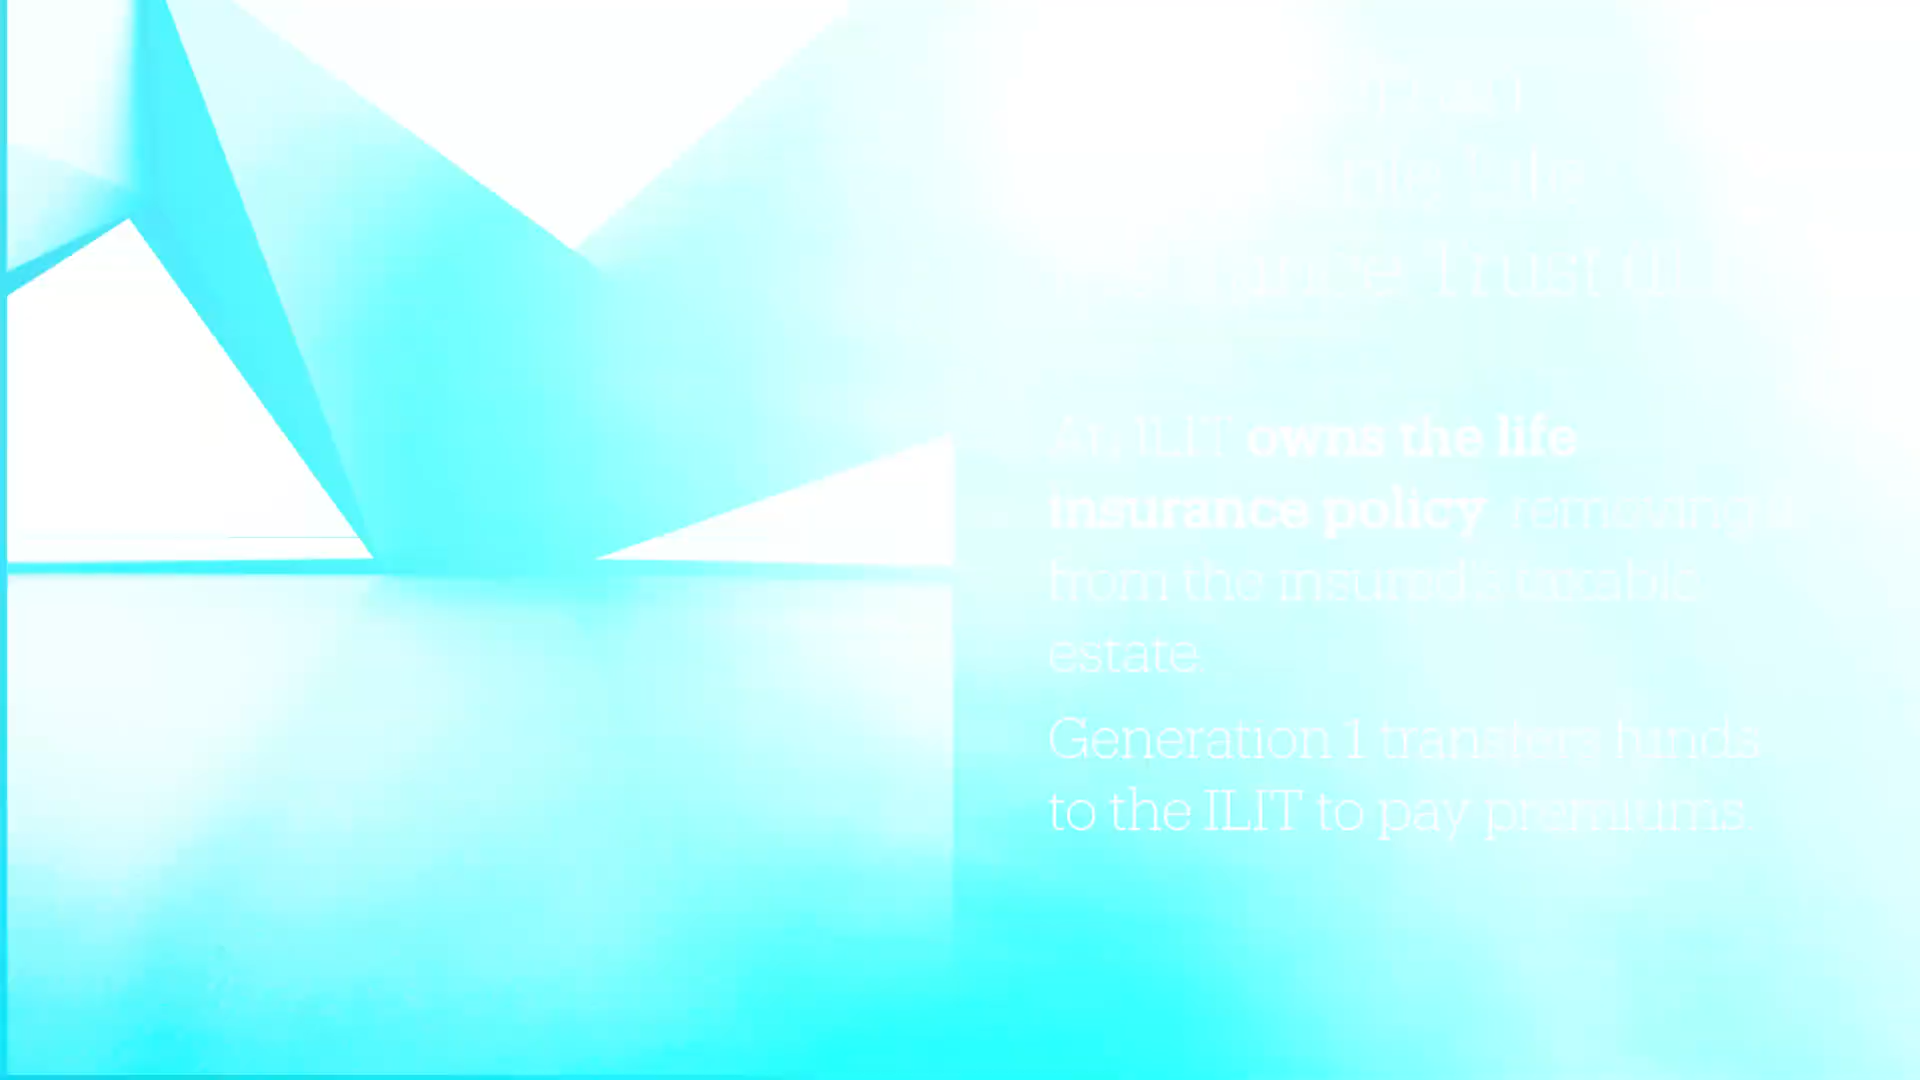 Trust
An ILIT owns the life
insurance policy, removing it
from the insured's taxable
estate.
Generation 1 transfers funds
to the ILIT to pay premiums.